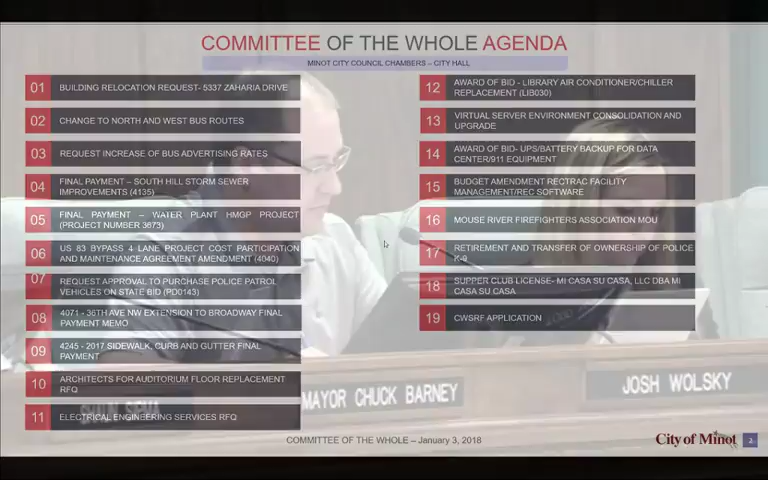 COMMITTEE OF THE WHOLE AGENDA
MINOT CITY COUNCIL CHAMBERS – CITY HALL
01 BUILDING RELOCATION REQUEST- 5337 ZAHARIA DRIVE
02 CHANGE TO NORTH AND WEST BUS ROUTES
03 REQUEST INCREASE OF BUS ADVERTISING RATES
04 FINAL PAYMENT – SOUTH HILL STORM SEWER
IMPROVEMENTS (4135)
05 FINAL PAYMENT – WATER PLANT HMGP PROJECT
(PROJECT NUMBER 3673)
06 US 83 BYPASS 4 LANE PROJECT COST PARTICIPATION
AND MAINTENANCE AGREEMENT AMENDMENT (4040)
07 REQUEST APPROVAL TO PURCHASE POLICE PATROL
VEHICLES ON STATE BID (PD0143)
08 4071 - 36TH AVE NW EXTENSION TO BROADWAY FINAL
PAYMENT MEMO
09 4245 - 2017 SIDEWALK, CURB AND GUTTER FINAL
PAYMENT
10 ARCHITECTS FOR AUDITORIUM FLOOR REPLACEMENT
RFQ
11 ELECTRICAL ENGINEERING SERVICES RFQ
12 AWARD OF BID - LIBRARY AIR CONDITIONER/CHILLER
REPLACEMENT (LIB030)
13 VIRTUAL SERVER ENVIRONMENT CONSOLIDATION AND
UPGRADE
14 AWARD OF BID- UPS/BATTERY BACKUP FOR DATA
CENTER/911 EQUIPMENT
15 BUDGET AMENDMENT RECTRAC FACILITY
MANAGEMENT/REC SOFTWARE
16 MOUSE RIVER FIREFIGHTERS ASSOCIATION MOU
17 RETIREMENT AND TRANSFER OF OWNERSHIP OF POLICE
K-9
18 SUPPER CLUB LICENSE- MI CASA SU CASA, LLC DBA MI
CASA SU CASA
19 CWSRF APPLICATION
MAYOR CHUCK BARNEY
JOSH WOLSKY
COMMITTEE OF THE WHOLE – January 3, 2018
City of Minot
2